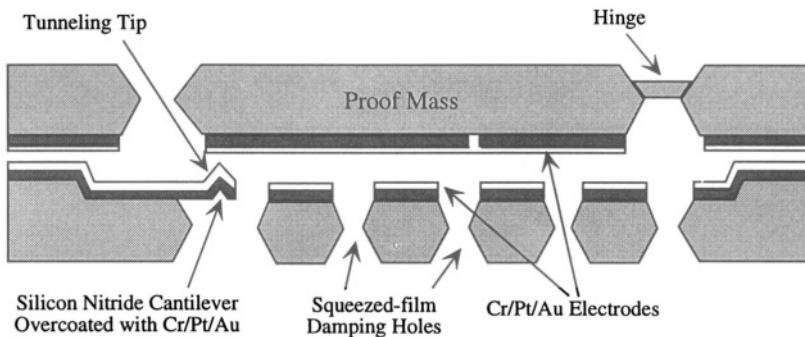 Tunneling Tip
Hinge
Proof Mass
Silicon Nitride Cantilever
Overcoated with Cr/Pt/Au
Squeezed-film
Damping Holes
Cr/Pt/Au Electrodes